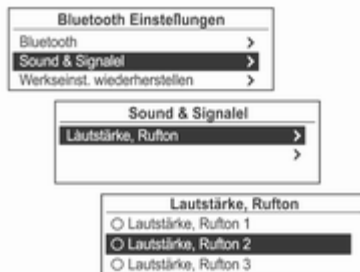 Bluetooth Einstellungen
Bluetooth >
Sound & Signalel >
Werkseinst. wiederherstellen >
Sound & Signalel
Lautstärke, Rufton >
>
Lautstärke, Rufton
Lautstärke, Rufton 1
Lautstärke, Rufton 2
Lautstärke, Rufton 3